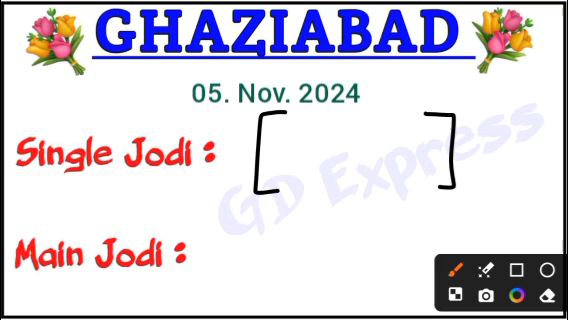 GHAZIABAD
05. Nov. 2024
Single Jodi :
GD Express
Main Jodi :